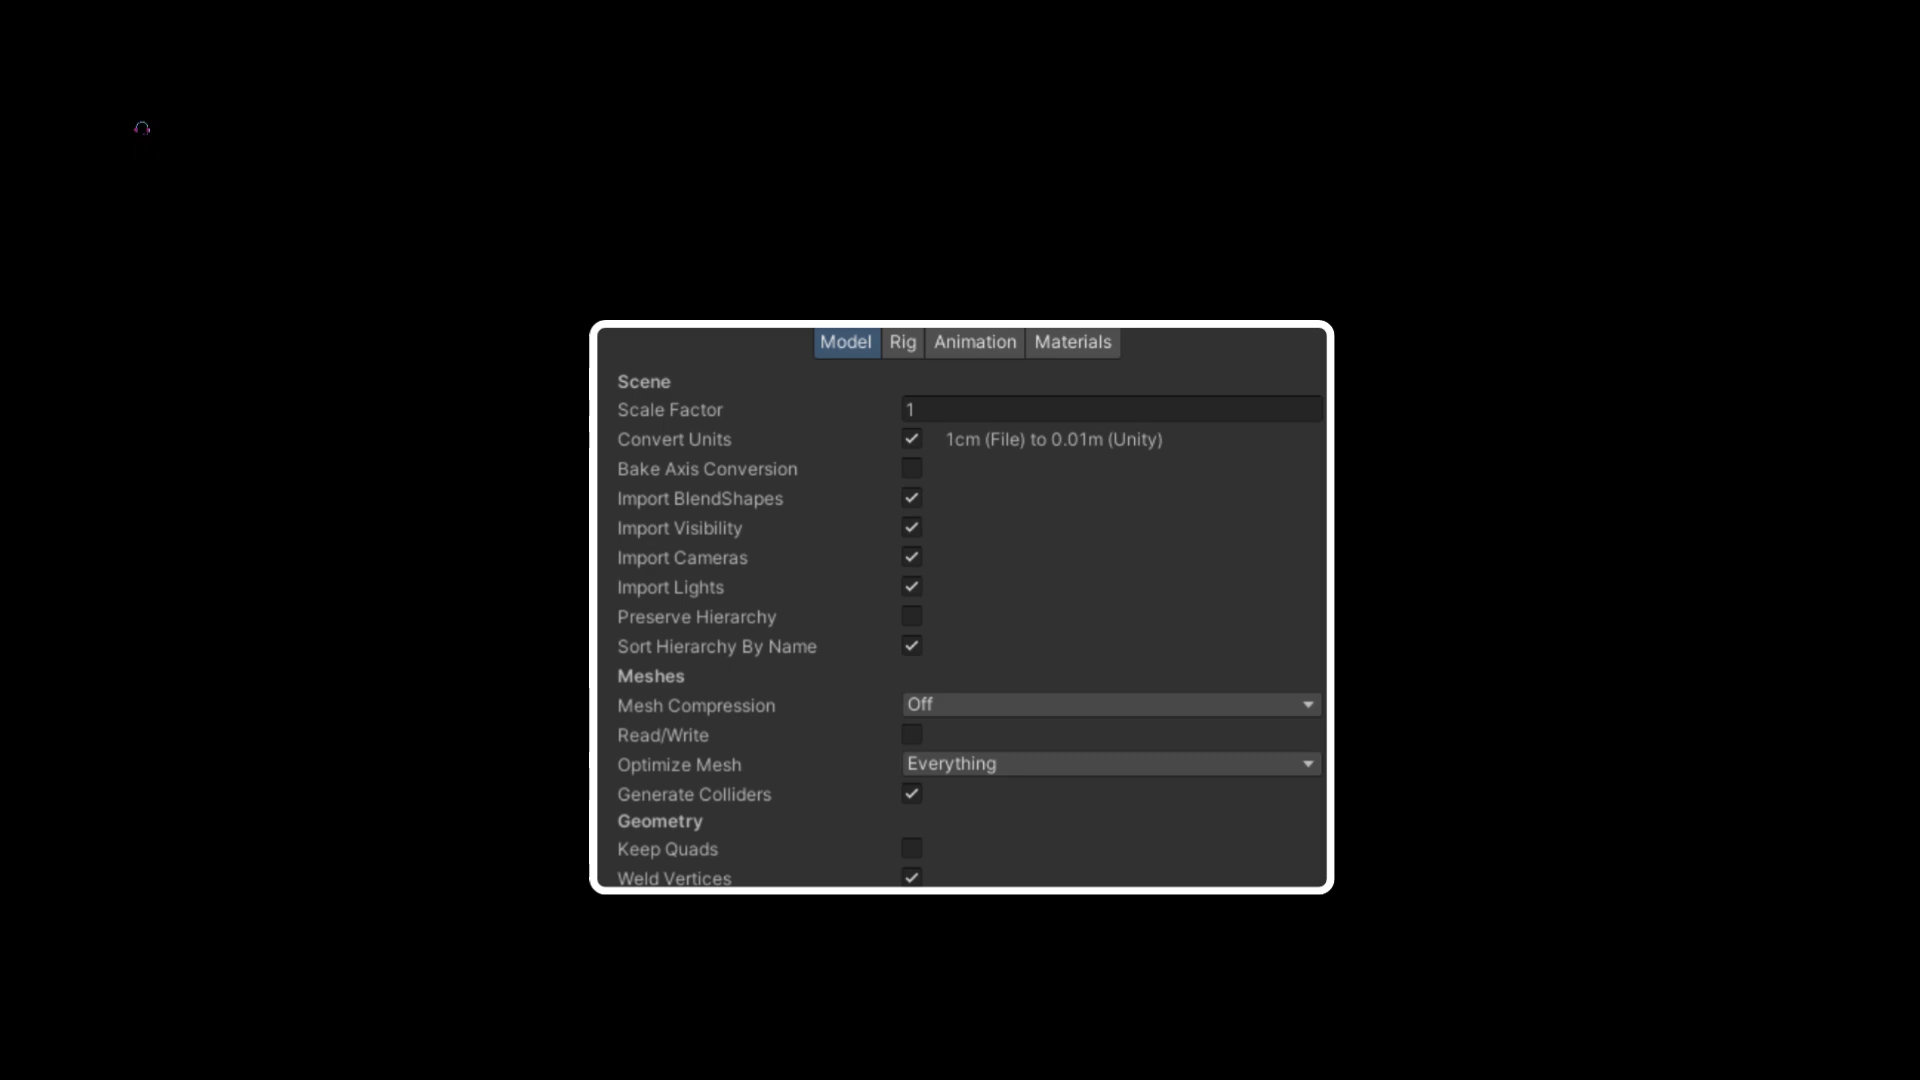 Model Rig Animation Materials
Scene
Scale Factor 1
Convert Units 1cm (File) to 0.01m (Unity)
Bake Axis Conversion
Import BlendShapes
Import Visibility
Import Cameras
Import Lights
Preserve Hierarchy
Sort Hierarchy By Name
Meshes
Mesh Compression Off
Read/Write
Optimize Mesh Everything
Generate Colliders
Geometry
Keep Quads
Weld Vertices